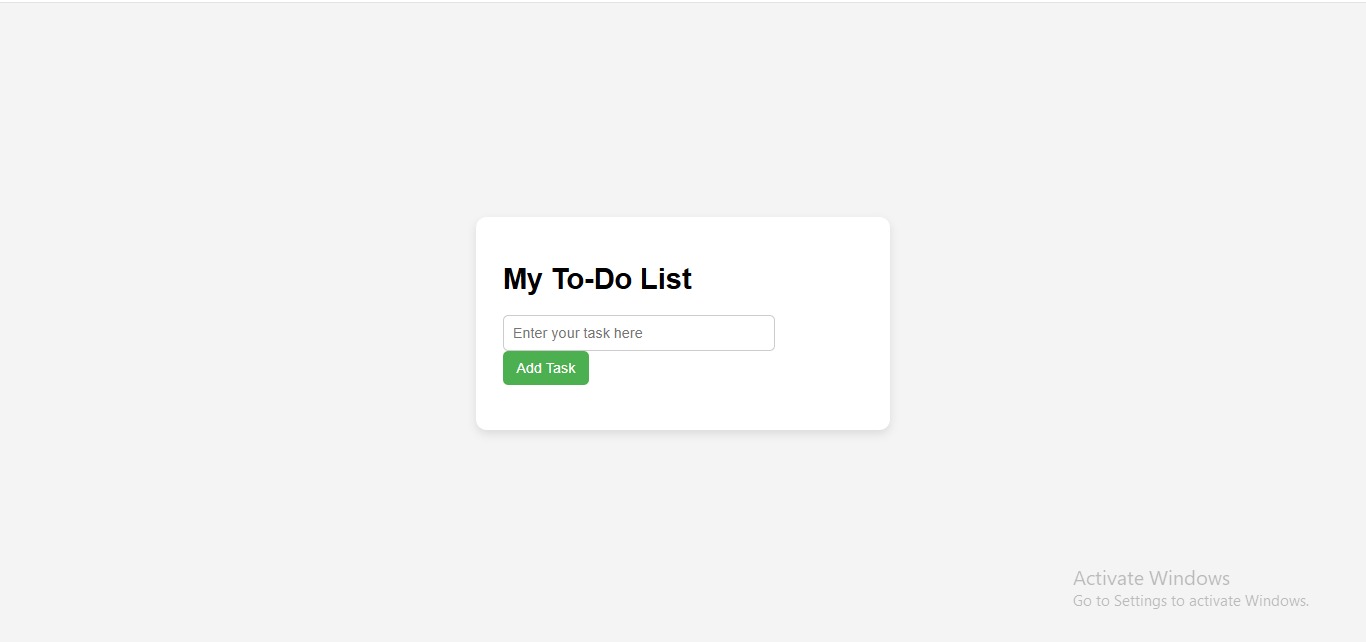 My To-Do List
Enter your task here
Add Task
Activate Windows
Go to Settings to activate Windows.